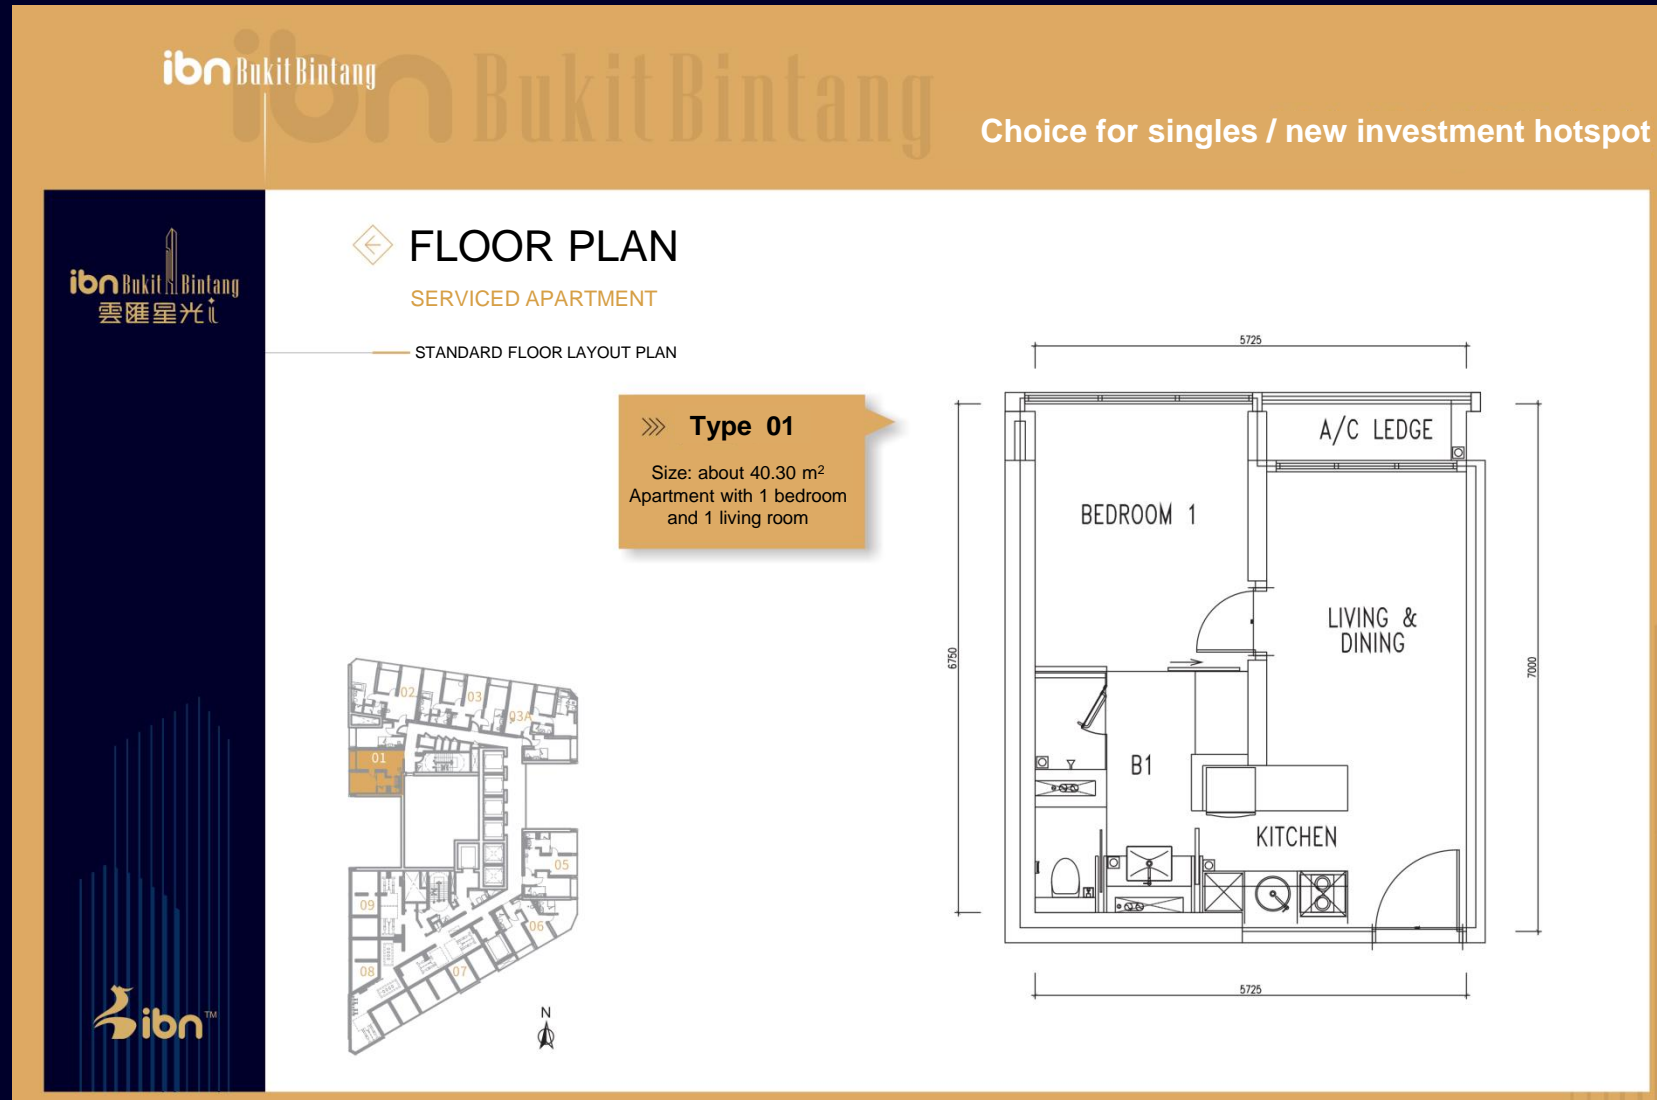 ibn Bukit Bintang
ibn Bukit Bintang
Choice for singles / new investment hotspot
ibn Bukit Bintang
雲匯星光i
FLOOR PLAN
SERVICED APARTMENT
STANDARD FLOOR LAYOUT PLAN
Type 01
Size: about 40.30 m²
Apartment with 1 bedroom
and 1 living room
5725
A/C LEDGE
BEDROOM 1
LIVING &
DINING
6750
7000
B1
KITCHEN
5725
02
03
03A
01
05
09
06
08
07
N
ibn™